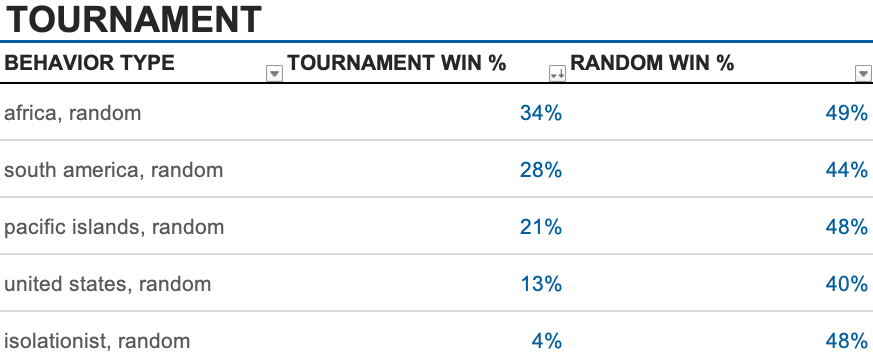 TOURNAMENT
BEHAVIOR TYPE TOURNAMENT WIN % RANDOM WIN %
africa, random 34% 49%
south america, random 28% 44%
pacific islands, random 21% 48%
united states, random 13% 40%
isolationist, random 4% 48%